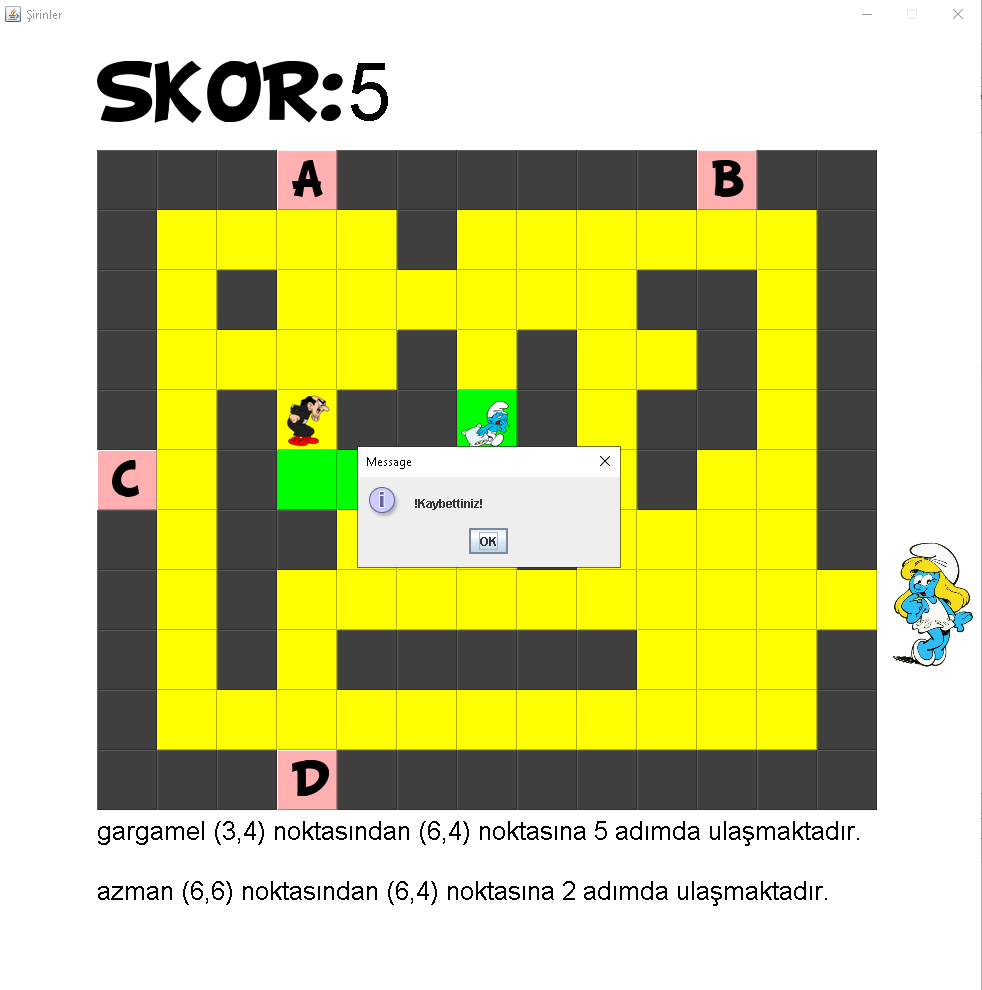 Şirinler
SKOR:5
A
B
C
Message
!Kaybettiniz!
OK
D
gargamel (3,4) noktasından (6,4) noktasına 5 adımda ulaşmaktadır.
azman (6,6) noktasından (6,4) noktasına 2 adımda ulaşmaktadır.